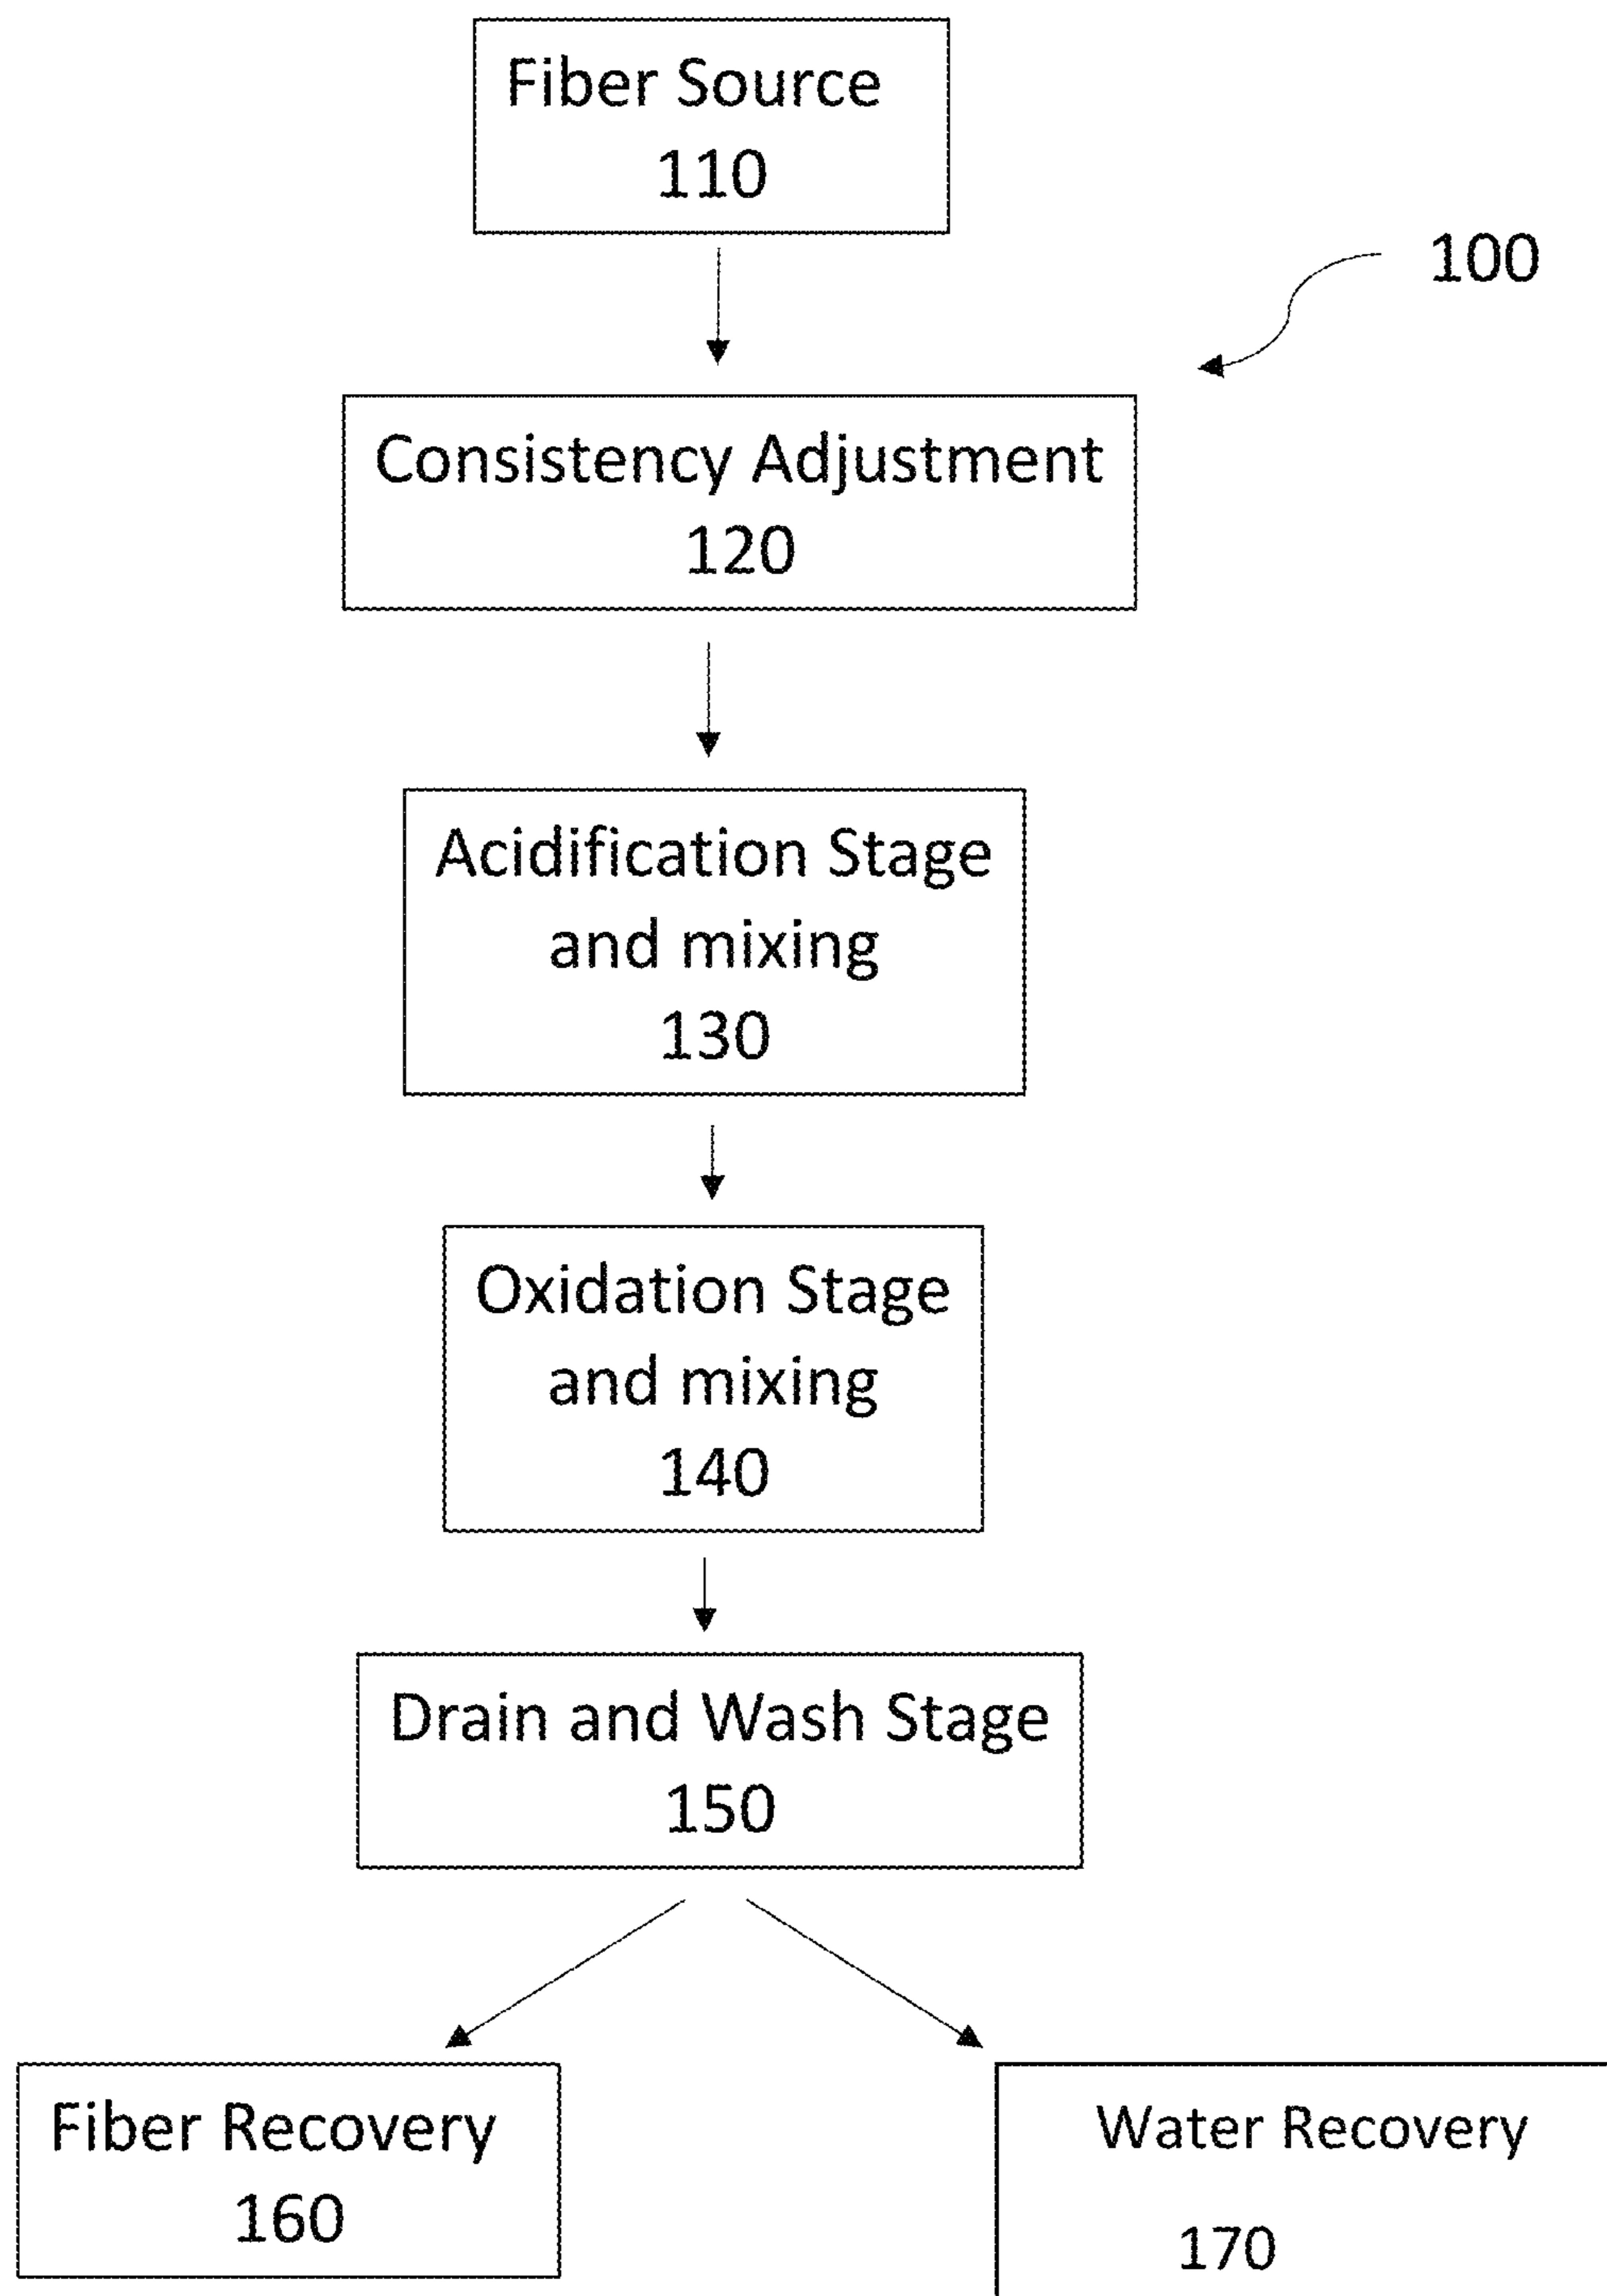 Fiber Source
110
100
Consistency Adjustment
120
Acidification Stage
and mixing
130
Oxidation Stage
and mixing
140
Drain and Wash Stage
150
Fiber Recovery
160
Water Recovery
170